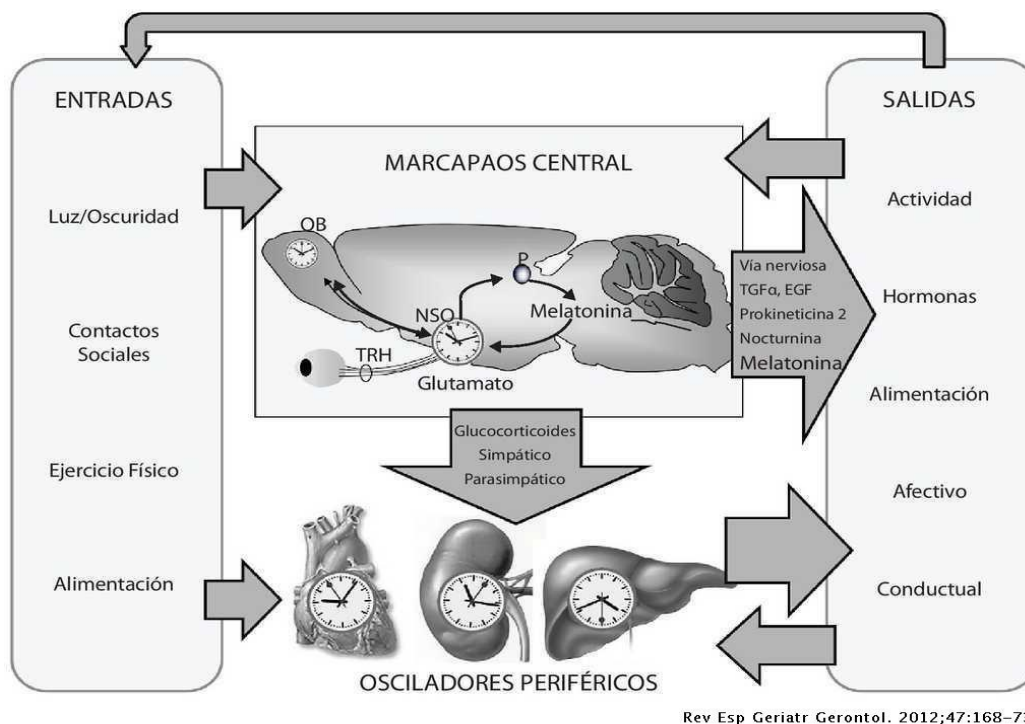 ENTRADAS
Luz/Oscuridad
Contactos
Sociales
Ejercicio Físico
Alimentación
MARCAPAOS CENTRAL
OB
P
NSQ
Melatonina
TRH
Glutamato
Vía nerviosa
TGFα, EGF
Prokineticina 2
Nocturnina
Melatonina
Glucocorticoides
Simpático
Parasimpático
OSCILADORES PERIFÉRICOS
SALIDAS
Actividad
Hormonas
Alimentación
Afectivo
Conductual
Rev Esp Geriatr Gerontol. 2012;47:168–73